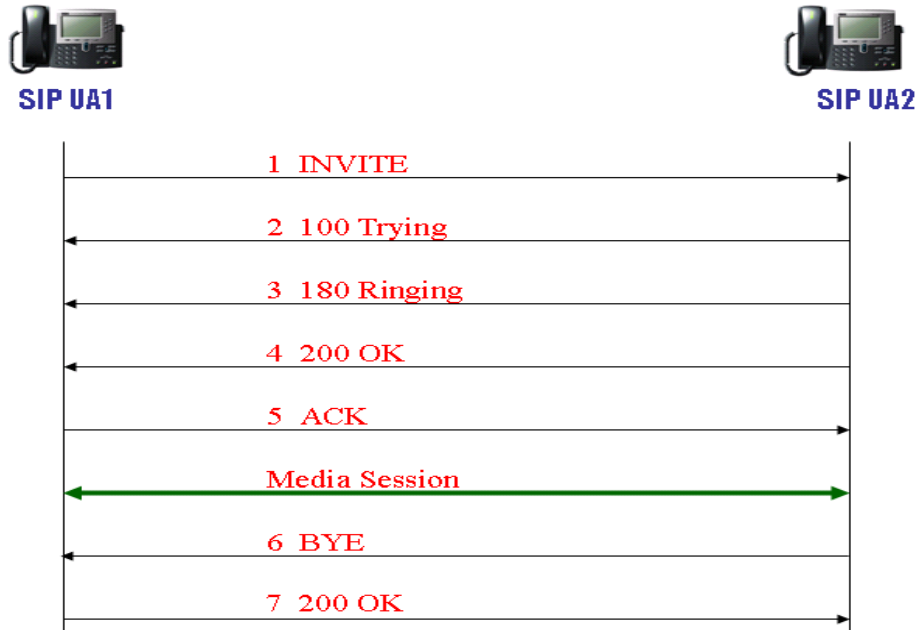 SIP UA1
SIP UA2
1 INVITE
2 100 Trying
3 180 Ringing
4 200 OK
5 ACK
Media Session
6 BYE
7 200 OK